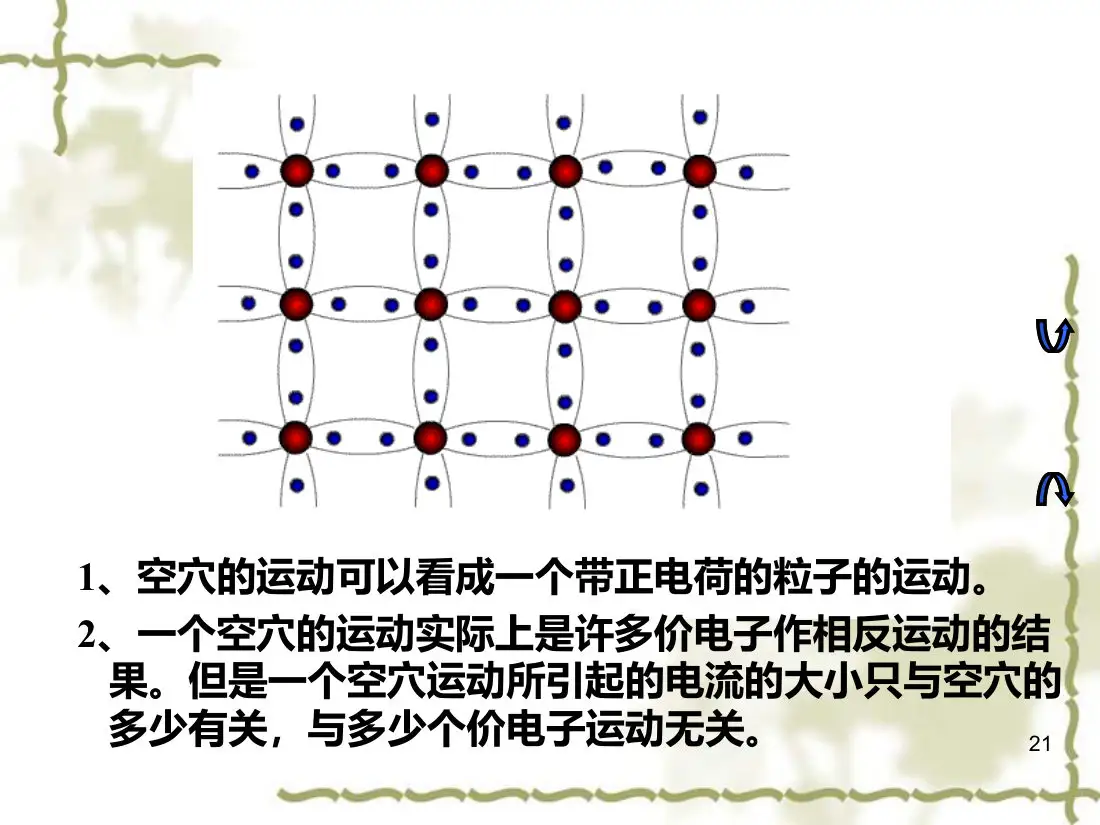 1、空穴的运动可以看成一个带正电荷的粒子的运动。
2、一个空穴的运动实际上是许多价电子作相反运动的结
果。但是一个空穴运动所引起的电流的大小只与空穴的
多少有关，与多少个价电子运动无关。
21